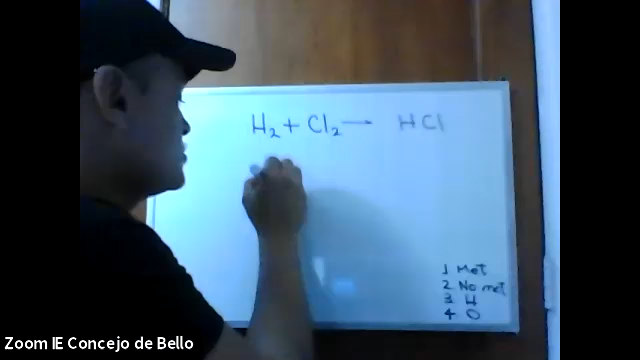 H₂ + Cl₂ → HCl
1 Met
2. No met
3 H
4 O
Zoom IE Concejo de Bello